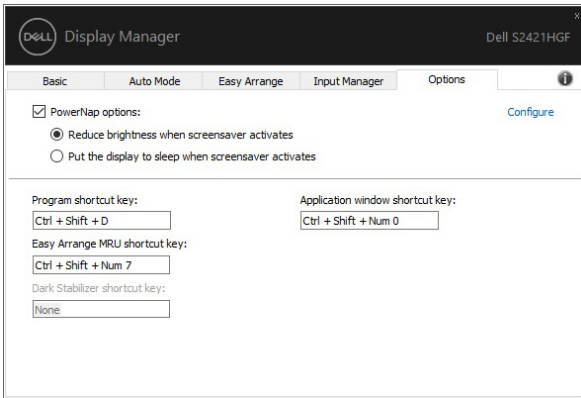 DELL Display Manager
Dell S2421HGF
Basic Auto Mode Easy Arrange Input Manager Options
PowerNap options:
Configure
Reduce brightness when screensaver activates
Put the display to sleep when screensaver activates
Program shortcut key:
Application window shortcut key:
Ctrl + Shift + D
Ctrl + Shift + Num 0
Easy Arrange MRU shortcut key:
Ctrl + Shift + Num 7
Dark Stabilizer shortcut key:
None